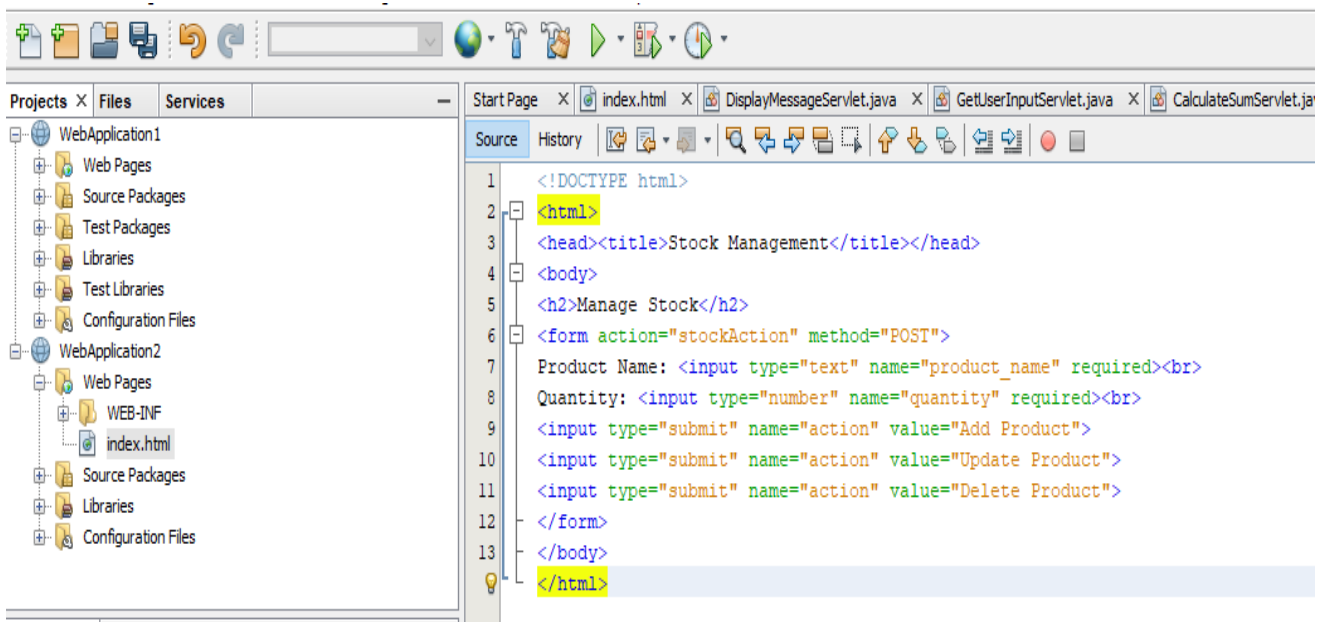 Projects Files Services
WebApplication1
Web Pages
Source Packages
Test Packages
Libraries
Test Libraries
Configuration Files
WebApplication2
Web Pages
WEB-INF
index.html
Source Packages
Libraries
Configuration Files
Start Page index.html DisplayMessageServlet.java GetUserInputServlet.java CalculateSumServlet.ja
Source History
1 <!DOCTYPE html>
2 <html>
3 <head><title>Stock Management</title></head>
4 <body>
5 <h2>Manage Stock</h2>
6 <form action="stockAction" method="POST">
7 Product Name: <input type="text" name="product_name" required><br>
8 Quantity: <input type="number" name="quantity" required><br>
9 <input type="submit" name="action" value="Add Product">
10 <input type="submit" name="action" value="Update Product">
11 <input type="submit" name="action" value="Delete Product">
12 </form>
13 </body>
</html>